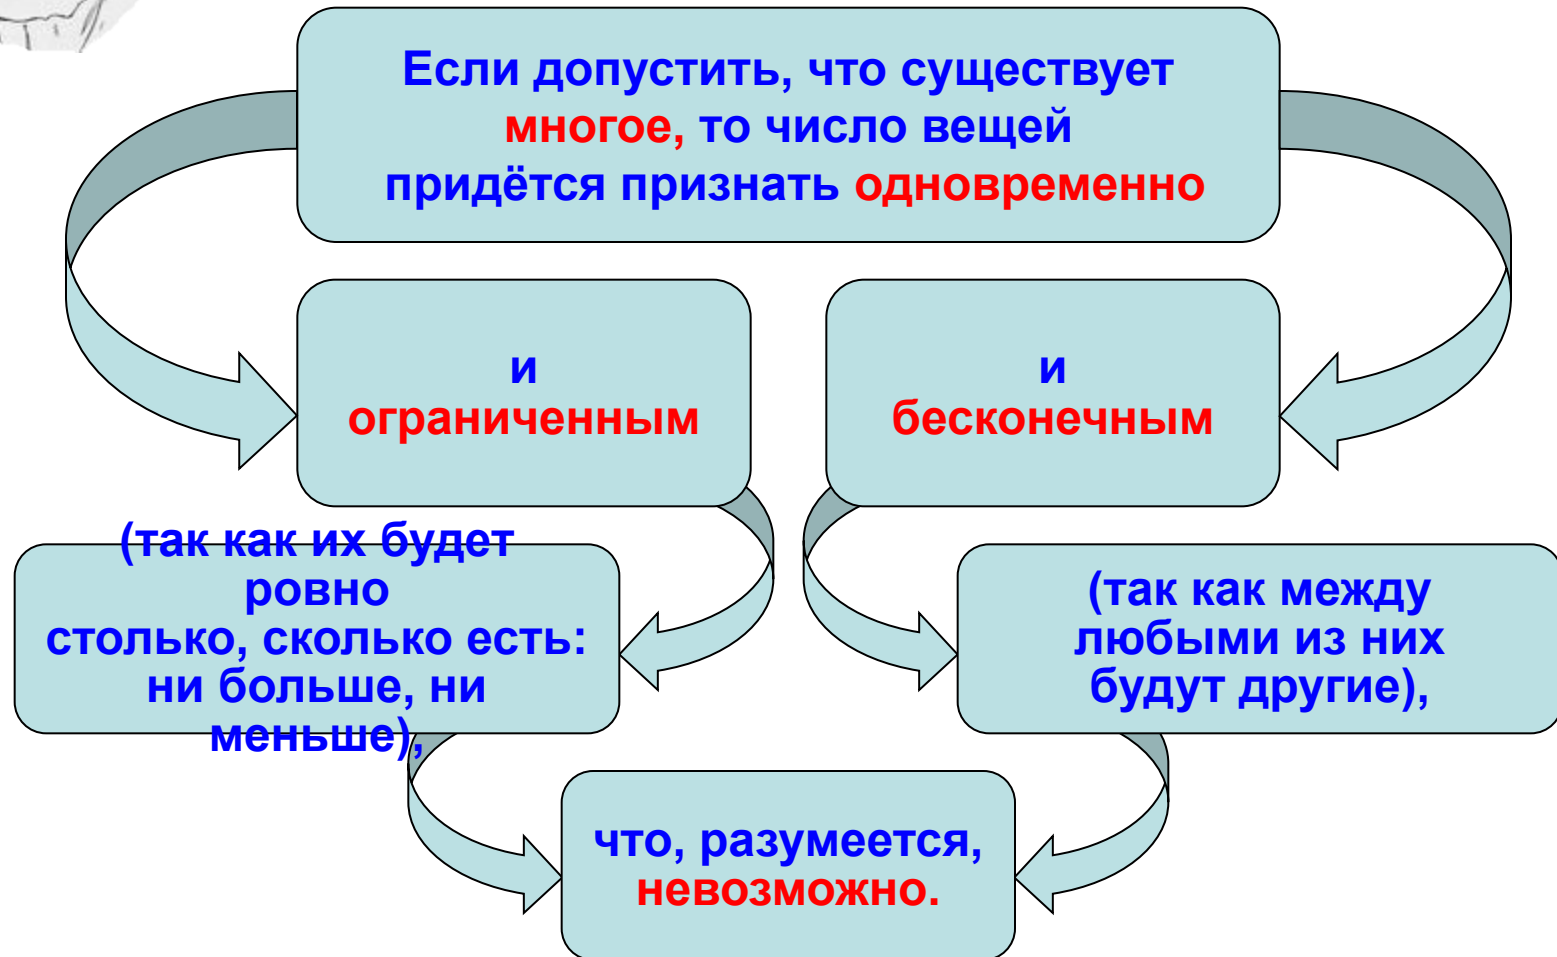 Если допустить, что существует
многое, то число вещей
придётся признать одновременно
и
ограниченным
и
бесконечным
(так как их будет
ровно
столько, сколько есть:
ни больше, ни
меньше),
(так как между
любыми из них
будут другие),
что, разумеется,
невозможно.